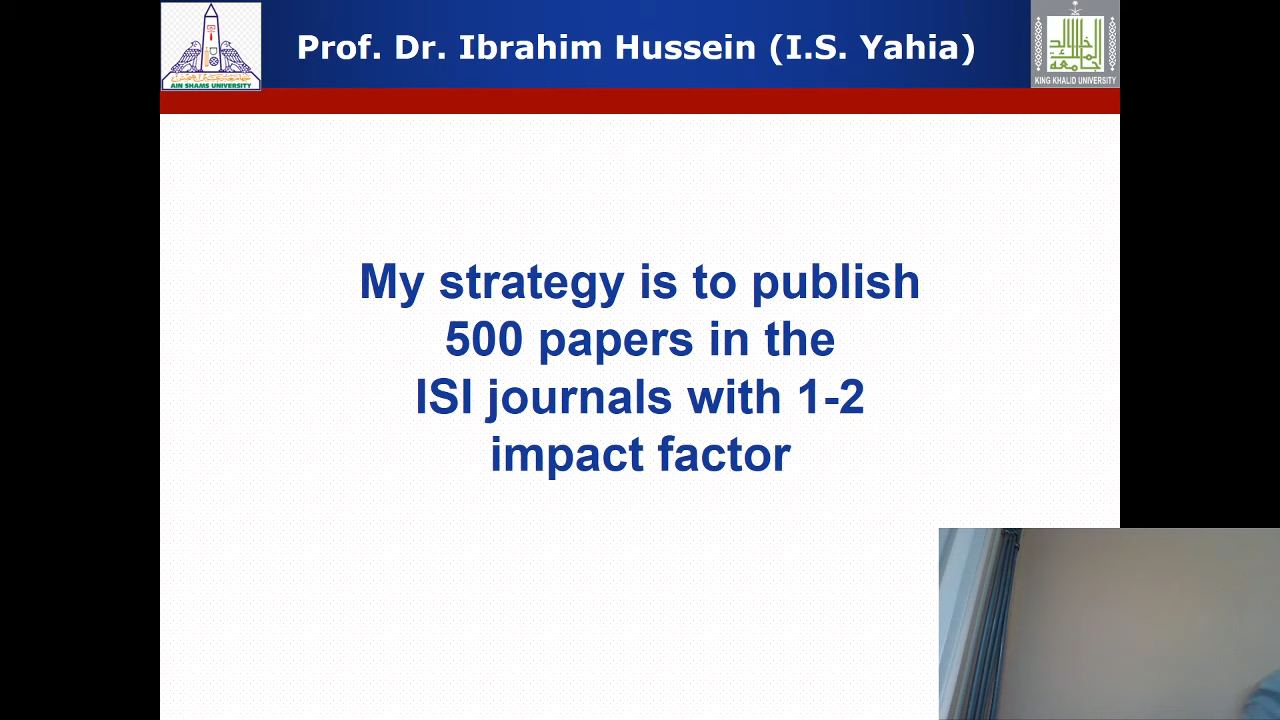 Prof. Dr. Ibrahim Hussein (I.S. Yahia)
AIN SHAMS UNIVERSITY
KING KHALID UNIVERSITY
My strategy is to publish
500 papers in the
ISI journals with 1-2
impact factor